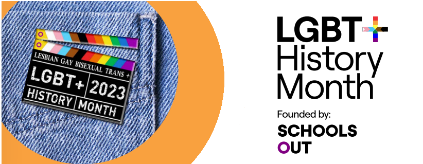 LESBIAN GAY BISEXUAL TRANS +
LGBT+ 2023
HISTORY MONTH
LGBT+
History
Month
Founded by:
SCHOOLS
OUT